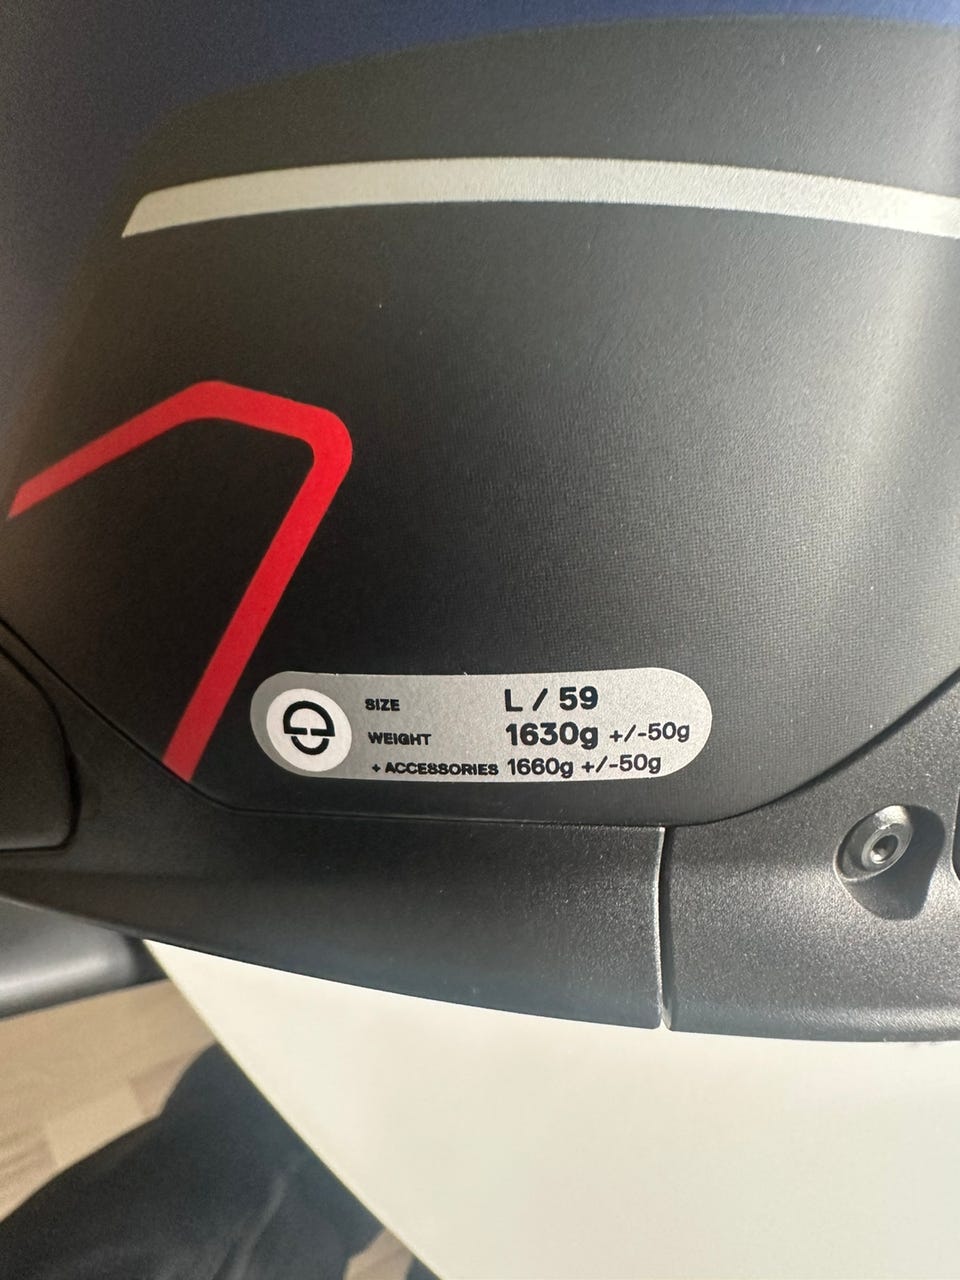 SIZE L / 59
WEIGHT 1630g +/-50g
+ ACCESSORIES 1660g +/-50g